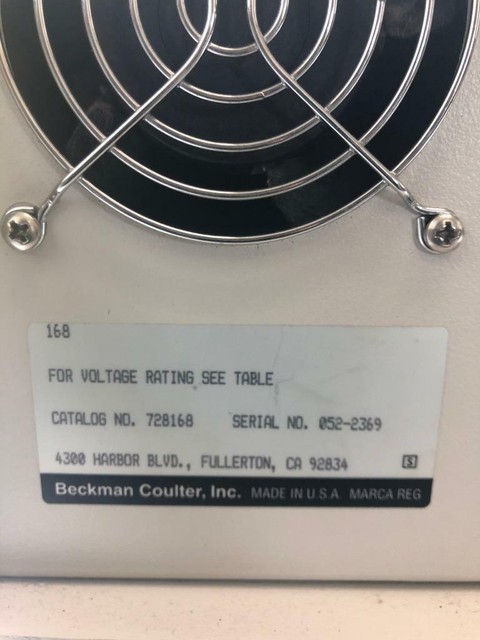 168
FOR VOLTAGE RATING SEE TABLE
CATALOG NO. 728168 SERIAL NO. 052-2369
4300 HARBOR BLVD., FULLERTON, CA 92834 S
Beckman Coulter, Inc. MADE IN U.S.A. MARCA REG